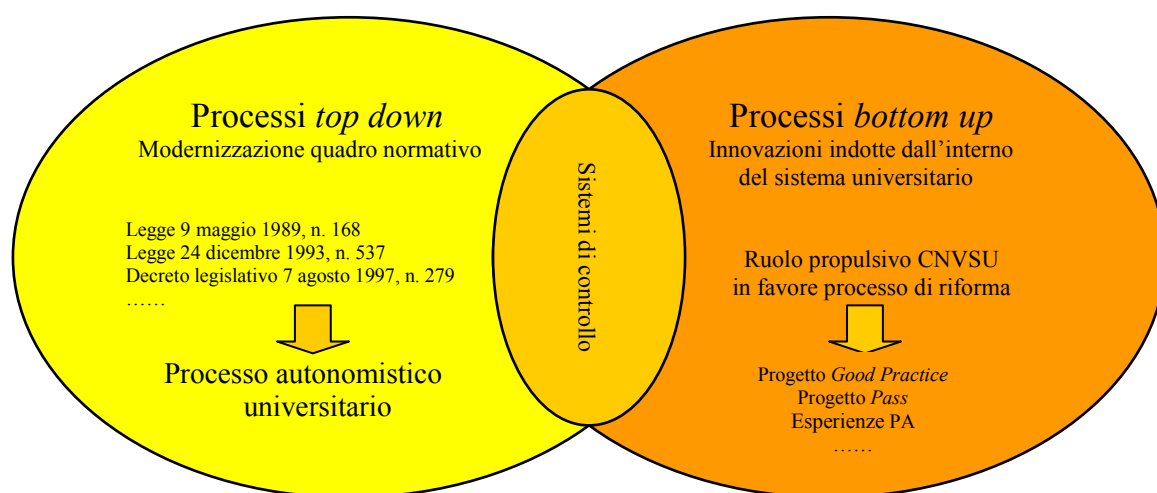 Processi top down
Modernizzazione quadro normativo
Legge 9 maggio 1989, n. 168
Legge 24 dicembre 1993, n. 537
Decreto legislativo 7 agosto 1997, n. 279
……
Processo autonomistico
universitario
Sistemi di controllo
Processi bottom up
Innovazioni indotte dall’interno
del sistema universitario
Ruolo propulsivo CNVSU
in favore processo di riforma
Progetto Good Practice
Progetto Pass
Esperienze PA
……